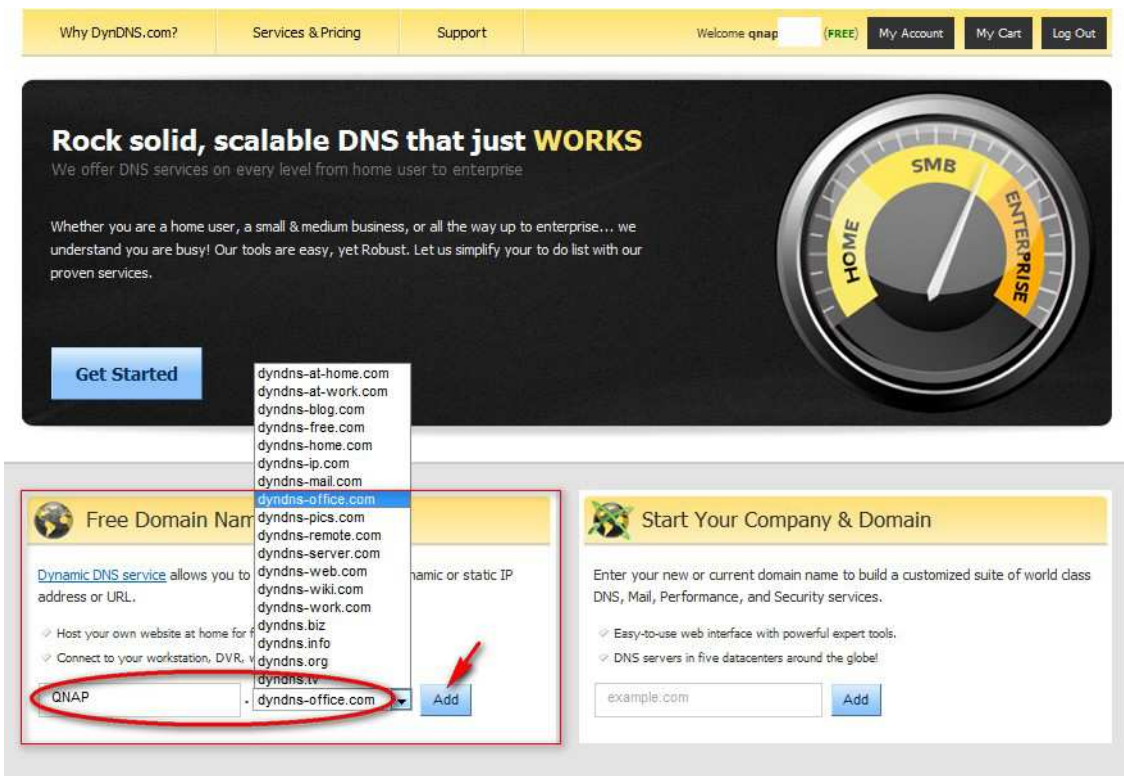 Why DynDNS.com?
Services & Pricing
Support
Welcome qnap (FREE)
My Account
My Cart
Log Out
Rock solid, scalable DNS that just WORKS
We offer DNS services on every level from home user to enterprise
Whether you are a home user, a small & medium business, or all the way up to enterprise... we
understand you are busy! Our tools are easy, yet Robust. Let us simplify your to do list with our
proven services.
HOME
SMB
ENTERPRISE
Get Started
dyndns-at-home.com
dyndns-at-work.com
dyndns-blog.com
dyndns-free.com
dyndns-home.com
dyndns-ip.com
dyndns-mail.com
dyndns-office.com
dyndns-pics.com
dyndns-remote.com
dyndns-server.com
dyndns-web.com
dyndns-wiki.com
dyndns-work.com
dyndns.biz
dyndns.info
dyndns.org
dyndns.tv
Free Domain Nam
Dynamic DNS service allows you to namic or static IP
address or URL.
Host your own website at home for f
Connect to your workstation, DVR,
QNAP . dyndns-office.com
Add
Start Your Company & Domain
Enter your new or current domain name to build a customized suite of world class
DNS, Mail, Performance, and Security services.
Easy-to-use web interface with powerful expert tools.
DNS servers in five datacenters around the globe!
example.com
Add